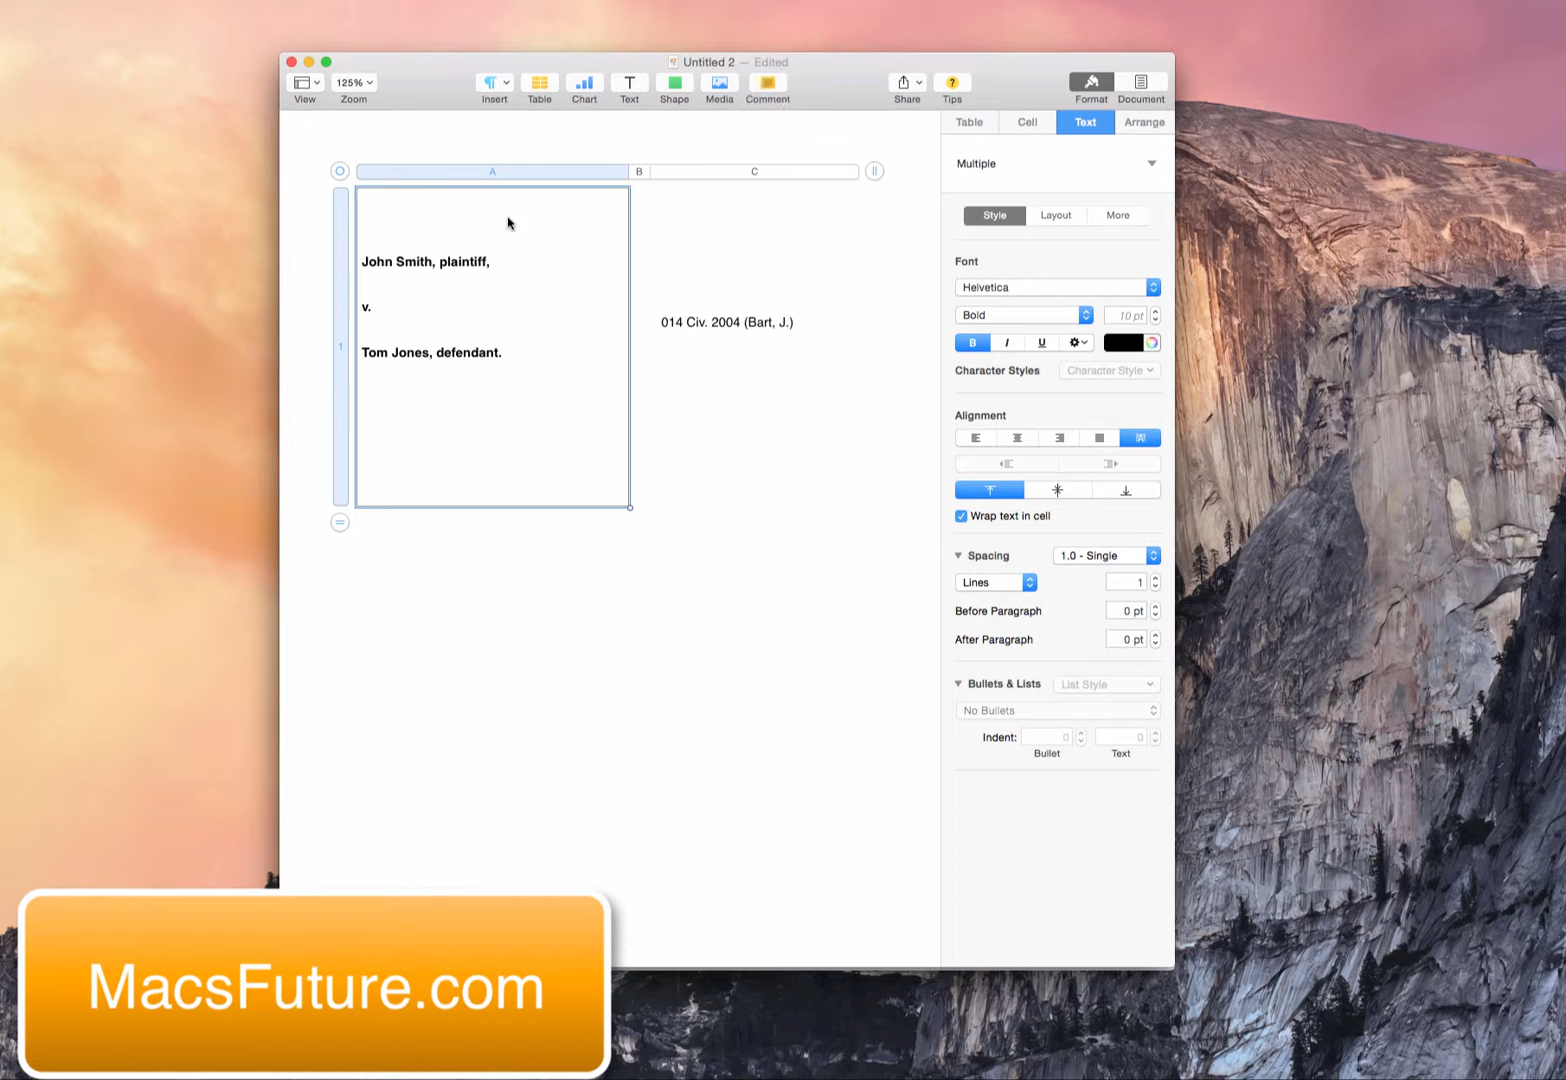 Untitled 2 — Edited
125%
View
Zoom
Insert
Table
Chart
Text
Shape
Media
Comment
Share
Tips
Format
Document
Table
Cell
Text
Arrange
A
B
C
1
John Smith, plaintiff,
v.
Tom Jones, defendant.
014 Civ. 2004 (Bart, J.)
Multiple
Style
Layout
More
Font
Helvetica
Bold
10 pt
B
I
U
Character Styles
Character Style
Alignment
Wrap text in cell
Spacing
1.0 - Single
Lines
1
Before Paragraph
0 pt
After Paragraph
0 pt
Bullets & Lists
List Style
No Bullets
Indent:
0
0
Bullet
Text
MacsFuture.com